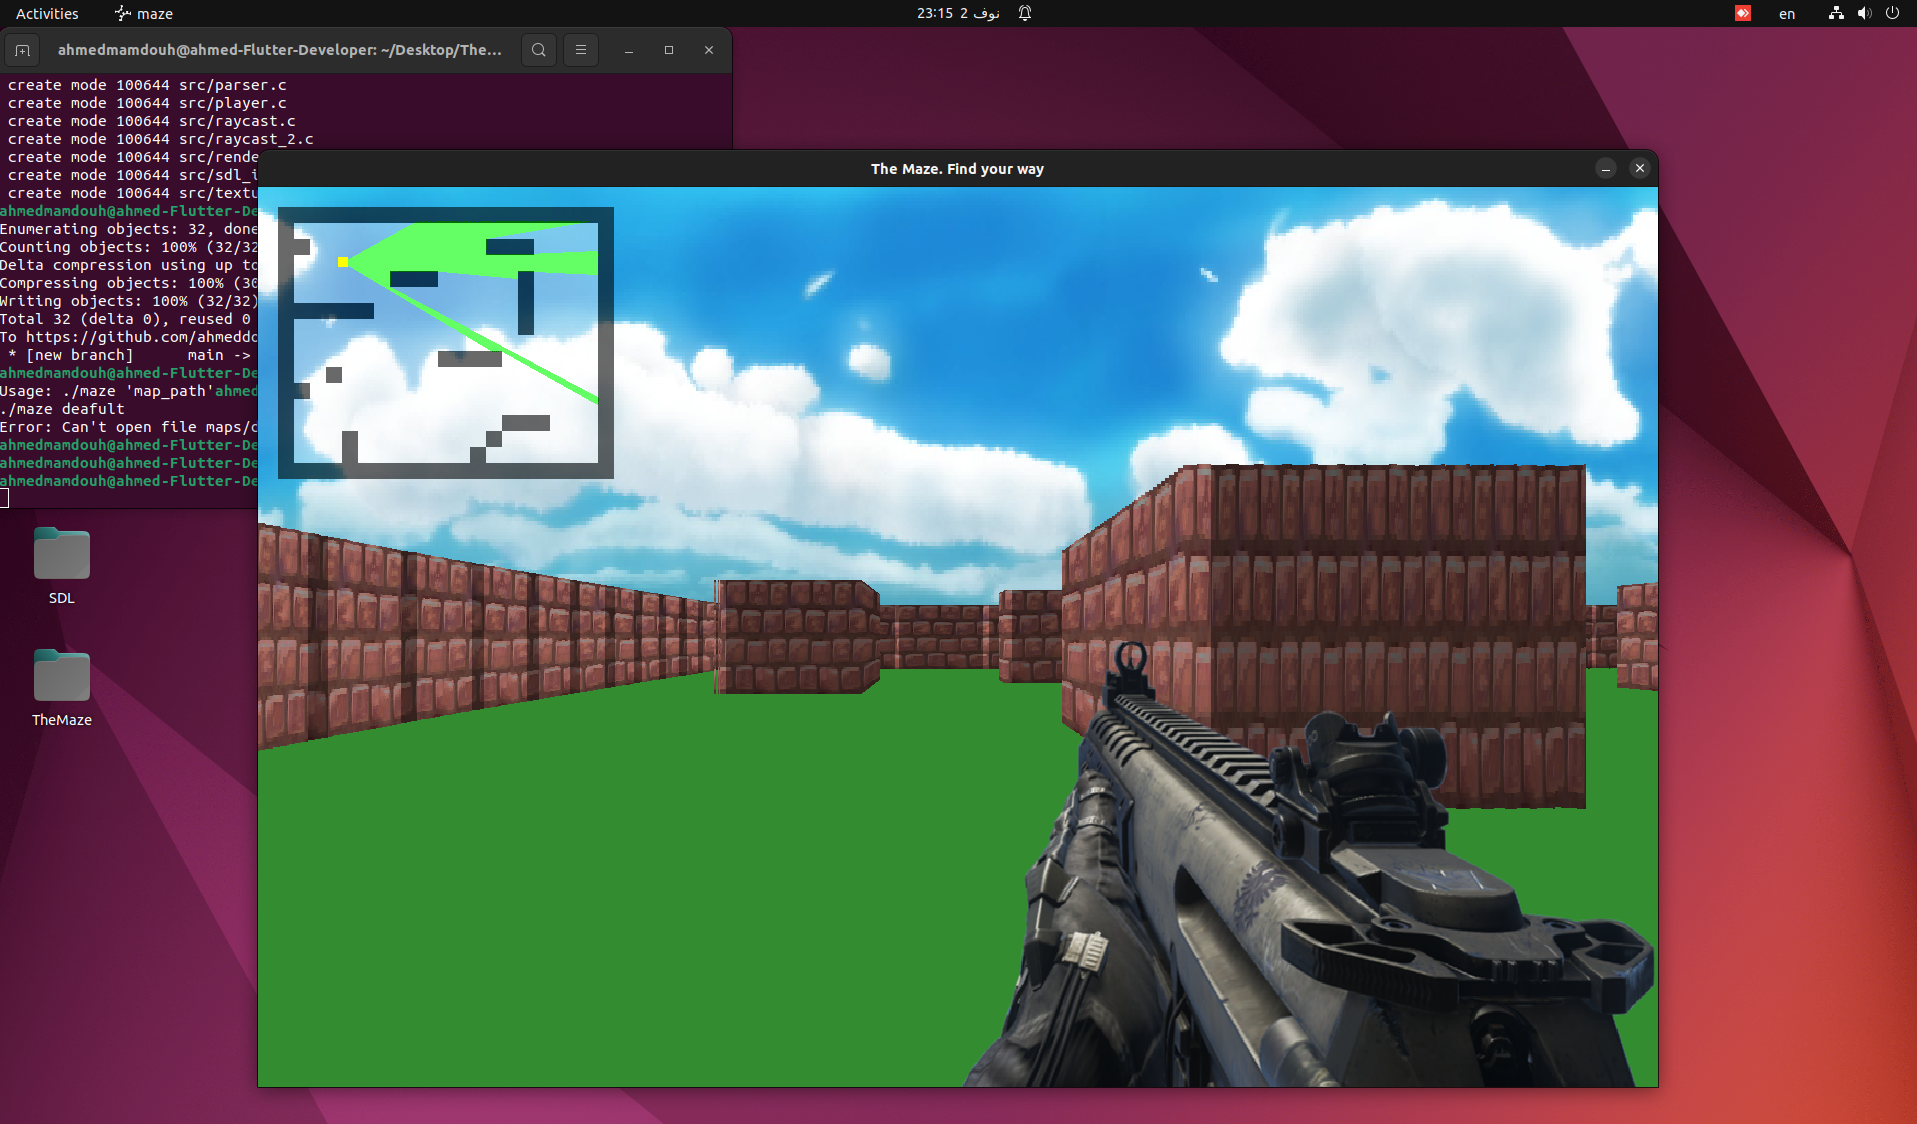 Activities
maze
23:15 2 نوف
en
ahmedmamdouh@ahmed-Flutter-Developer: ~/Desktop/The...
create mode 100644 src/parser.c
create mode 100644 src/player.c
create mode 100644 src/raycast.c
create mode 100644 src/raycast_2.c
create mode 100644 src/rende
create mode 100644 src/sdl_i
create mode 100644 src/textu
ahmedmamdouh@ahmed-Flutter-De
Enumerating objects: 32, done
Counting objects: 100% (32/32
Delta compression using up to
Compressing objects: 100% (30
Writing objects: 100% (32/32)
Total 32 (delta 0), reused 0
To https://github.com/ahmeddo
* [new branch]      main ->
ahmedmamdouh@ahmed-Flutter-De
Usage: ./maze 'map_path'ahmed
./maze deafult
Error: Can't open file maps/d
ahmedmamdouh@ahmed-Flutter-De
ahmedmamdouh@ahmed-Flutter-De
ahmedmamdouh@ahmed-Flutter-De
The Maze. Find your way
SDL
TheMaze